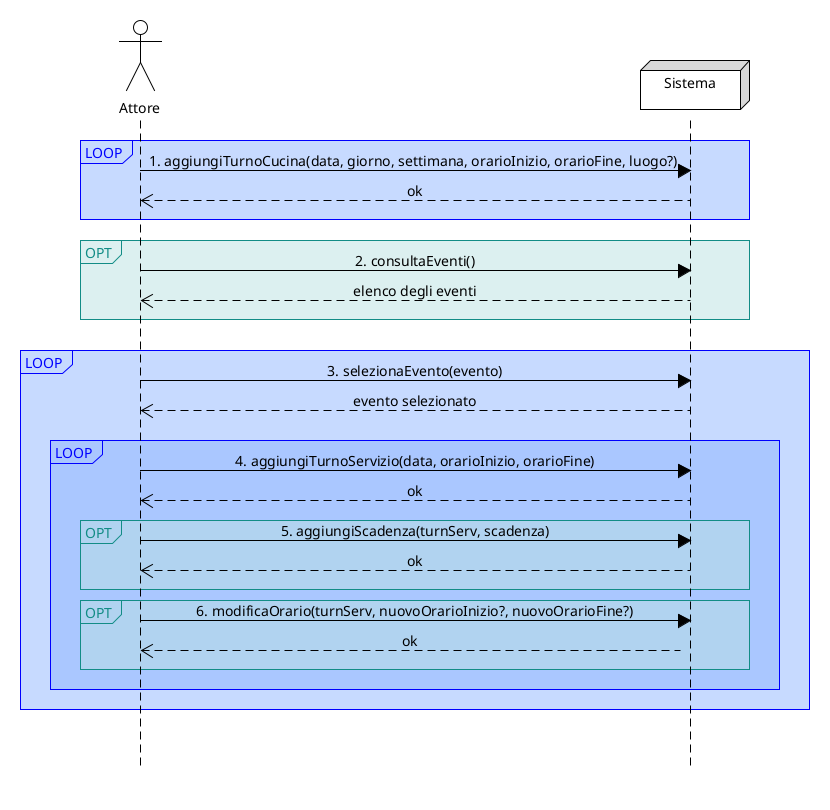 Attore
Sistema
LOOP
1. aggiungiTurnoCucina(data, giorno, settimana, orarioInizio, orarioFine, luogo?)
ok
OPT
2. consultaEventi()
elenco degli eventi
LOOP
3. selezionaEvento(evento)
evento selezionato
LOOP
4. aggiungiTurnoServizio(data, orarioInizio, orarioFine)
ok
OPT
5. aggiungiScadenza(turnServ, scadenza)
ok
OPT
6. modificaOrario(turnServ, nuovoOrarioInizio?, nuovoOrarioFine?)
ok